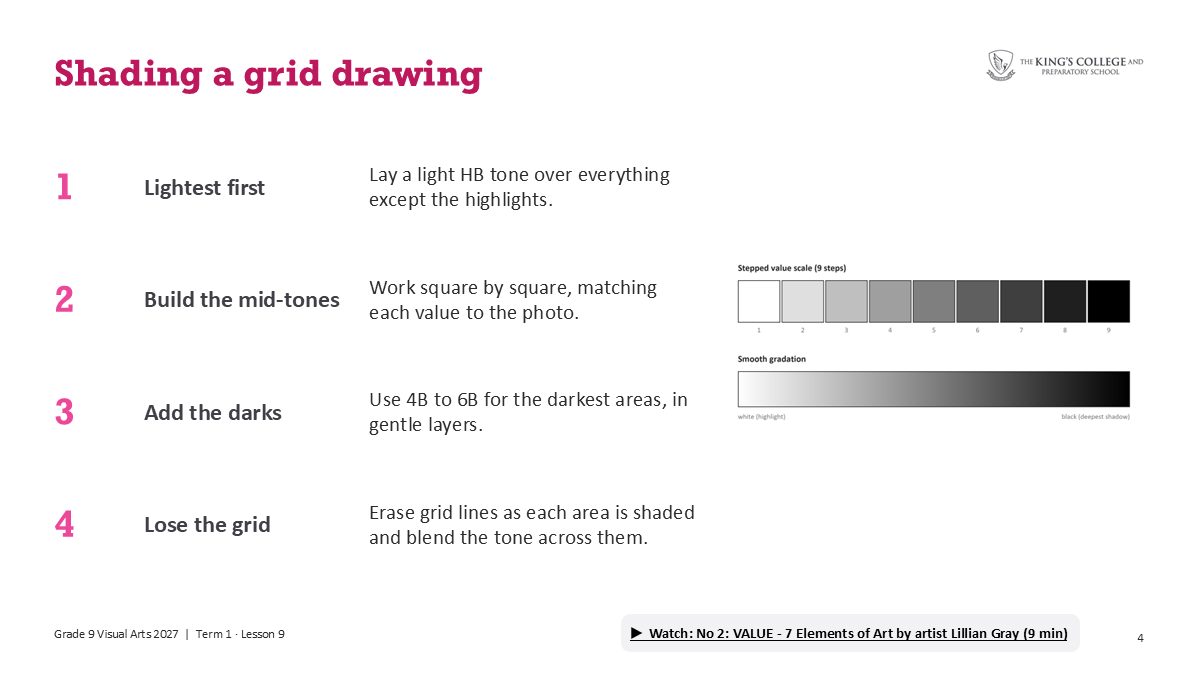 Shading a grid drawing
THE KING'S COLLEGE AND
PREPARATORY SCHOOL
1
Lightest first
Lay a light HB tone over everything
except the highlights.
2
Build the mid-tones
Work square by square, matching
each value to the photo.
3
Add the darks
Use 4B to 6B for the darkest areas, in
gentle layers.
4
Lose the grid
Erase grid lines as each area is shaded
and blend the tone across them.
Stepped value scale (9 steps)
1 2 3 4 5 6 7 8 9
Smooth gradation
white (highlight) black (deepest shadow)
Grade 9 Visual Arts 2027 | Term 1 · Lesson 9
▶ Watch: No 2: VALUE - 7 Elements of Art by artist Lillian Gray (9 min)
4